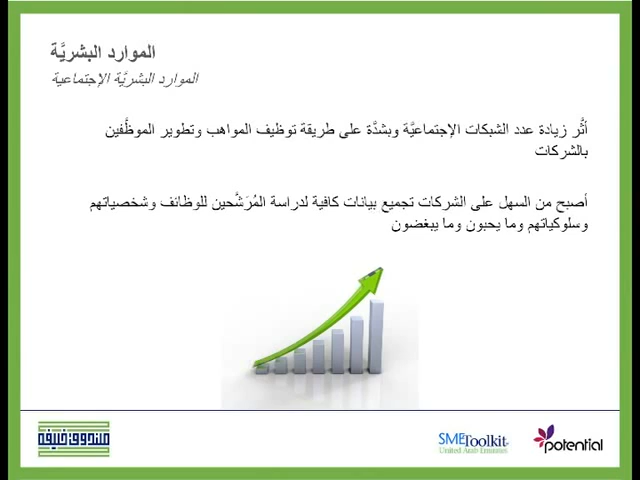 الموارد البشريَّة
الموارد البشريَّة الإجتماعية
أثَّر زيادة عدد الشبكات الإجتماعيَّة وبشدَّة على طريقة توظيف المواهب وتطوير الموظَّفين
بالشركات
أصبح من السهل على الشركات تجميع بيانات كافية لدراسة المُرَشَّحين للوظائف وشخصياتهم
وسلوكياتهم وما يحبون وما يبغضون
صندوق خليفة
SMEToolkit
United Arab Emirates
potential